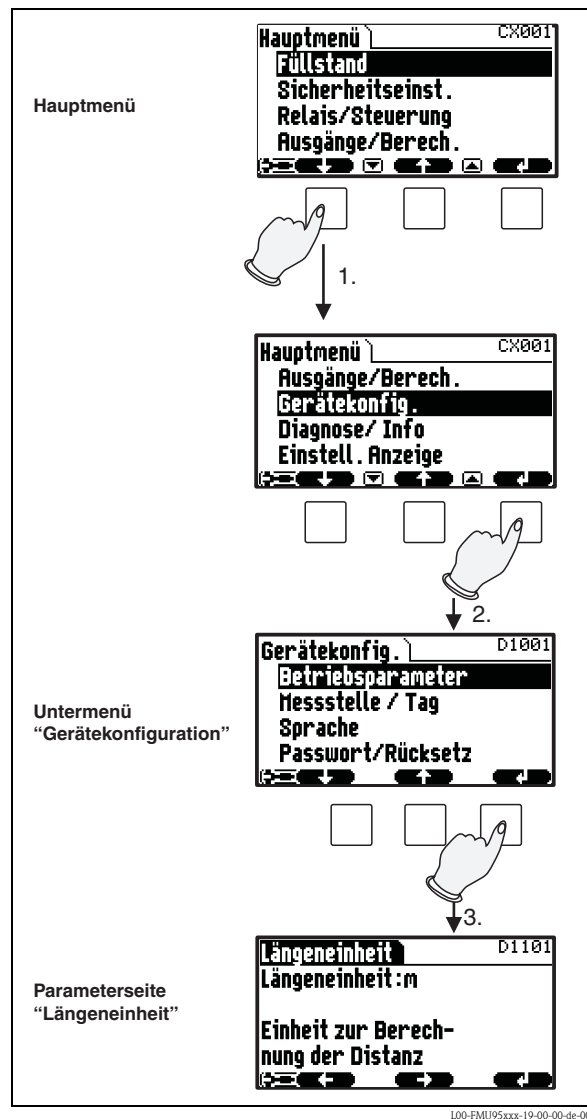 Hauptmenü
Hauptmenü CX001
Füllstand
Sicherheitseinst.
Relais/Steuerung
Ausgänge/Berech.
1.
Hauptmenü CX001
Ausgänge/Berech.
Gerätekonfig.
Diagnose/ Info
Einstell. Anzeige
2.
Untermenü
“Gerätekonfiguration”
Gerätekonfig. D1001
Betriebsparameter
Messstelle / Tag
Sprache
Passwort/Rücksetz
3.
Parameterseite
“Längeneinheit”
Längeneinheit D1101
Längeneinheit:m
Einheit zur Berech-
nung der Distanz